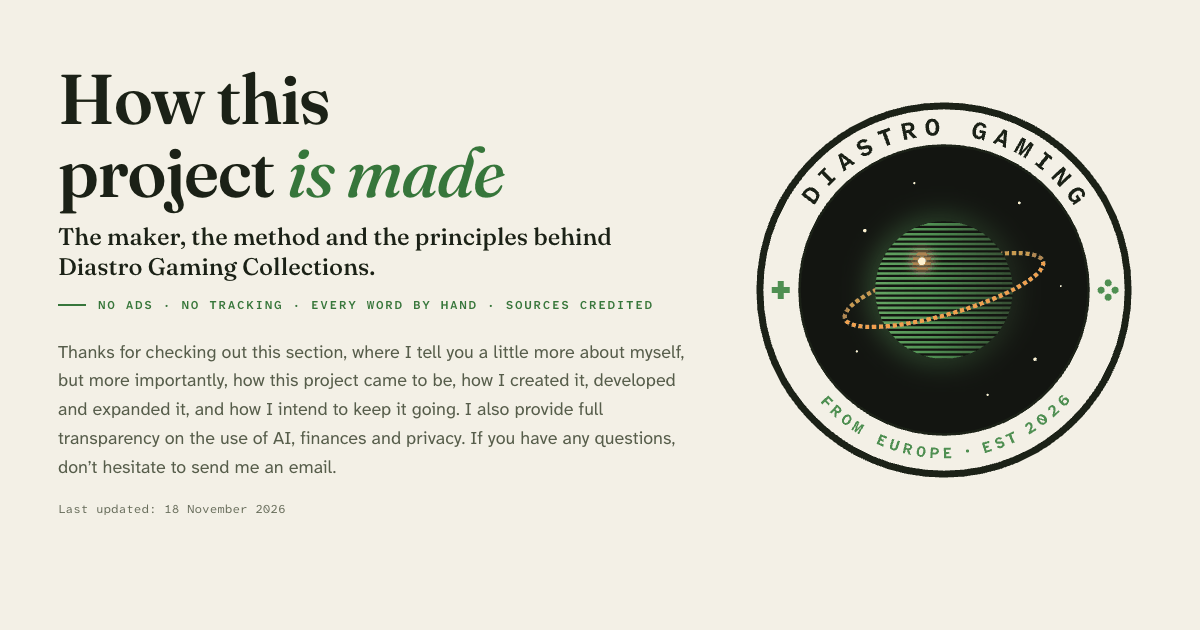 How this
project is made
The maker, the method and the principles behind
Diastro Gaming Collections.
NO ADS · NO TRACKING · EVERY WORD BY HAND · SOURCES CREDITED
Thanks for checking out this section, where I tell you a little more about myself,
but more importantly, how this project came to be, how I created it, developed
and expanded it, and how I intend to keep it going. I also provide full
transparency on the use of AI, finances and privacy. If you have any questions,
don’t hesitate to send me an email.
Last updated: 18 November 2026
DIASTRO GAMING
FROM EUROPE · EST 2026